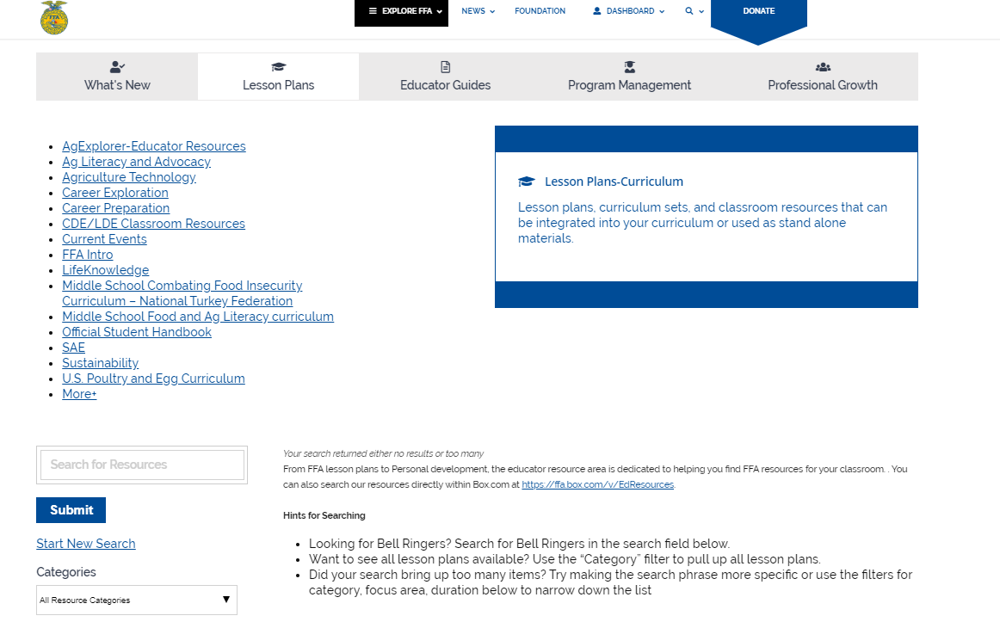 FFA
EXPLORE FFA
NEWS
FOUNDATION
DASHBOARD
DONATE
What's New
Lesson Plans
Educator Guides
Program Management
Professional Growth
AgExplorer-Educator Resources
Ag Literacy and Advocacy
Agriculture Technology
Career Exploration
Career Preparation
CDE/LDE Classroom Resources
Current Events
FFA Intro
LifeKnowledge
Middle School Combating Food Insecurity
Curriculum – National Turkey Federation
Middle School Food and Ag Literacy curriculum
Official Student Handbook
SAE
Sustainability
U.S. Poultry and Egg Curriculum
More+
Lesson Plans-Curriculum
Lesson plans, curriculum sets, and classroom resources that can
be integrated into your curriculum or used as stand alone
materials.
Search for Resources
Submit
Start New Search
Categories
All Resource Categories
Your search returned either no results or too many
From FFA lesson plans to Personal development, the educator resource area is dedicated to helping you find FFA resources for your classroom. . You
can also search our resources directly within Box.com at https://ffa.box.com/v/EdResources.
Hints for Searching
Looking for Bell Ringers? Search for Bell Ringers in the search field below.
Want to see all lesson plans available? Use the “Category” filter to pull up all lesson plans.
Did your search bring up too many items? Try making the search phrase more specific or use the filters for
category, focus area, duration below to narrow down the list